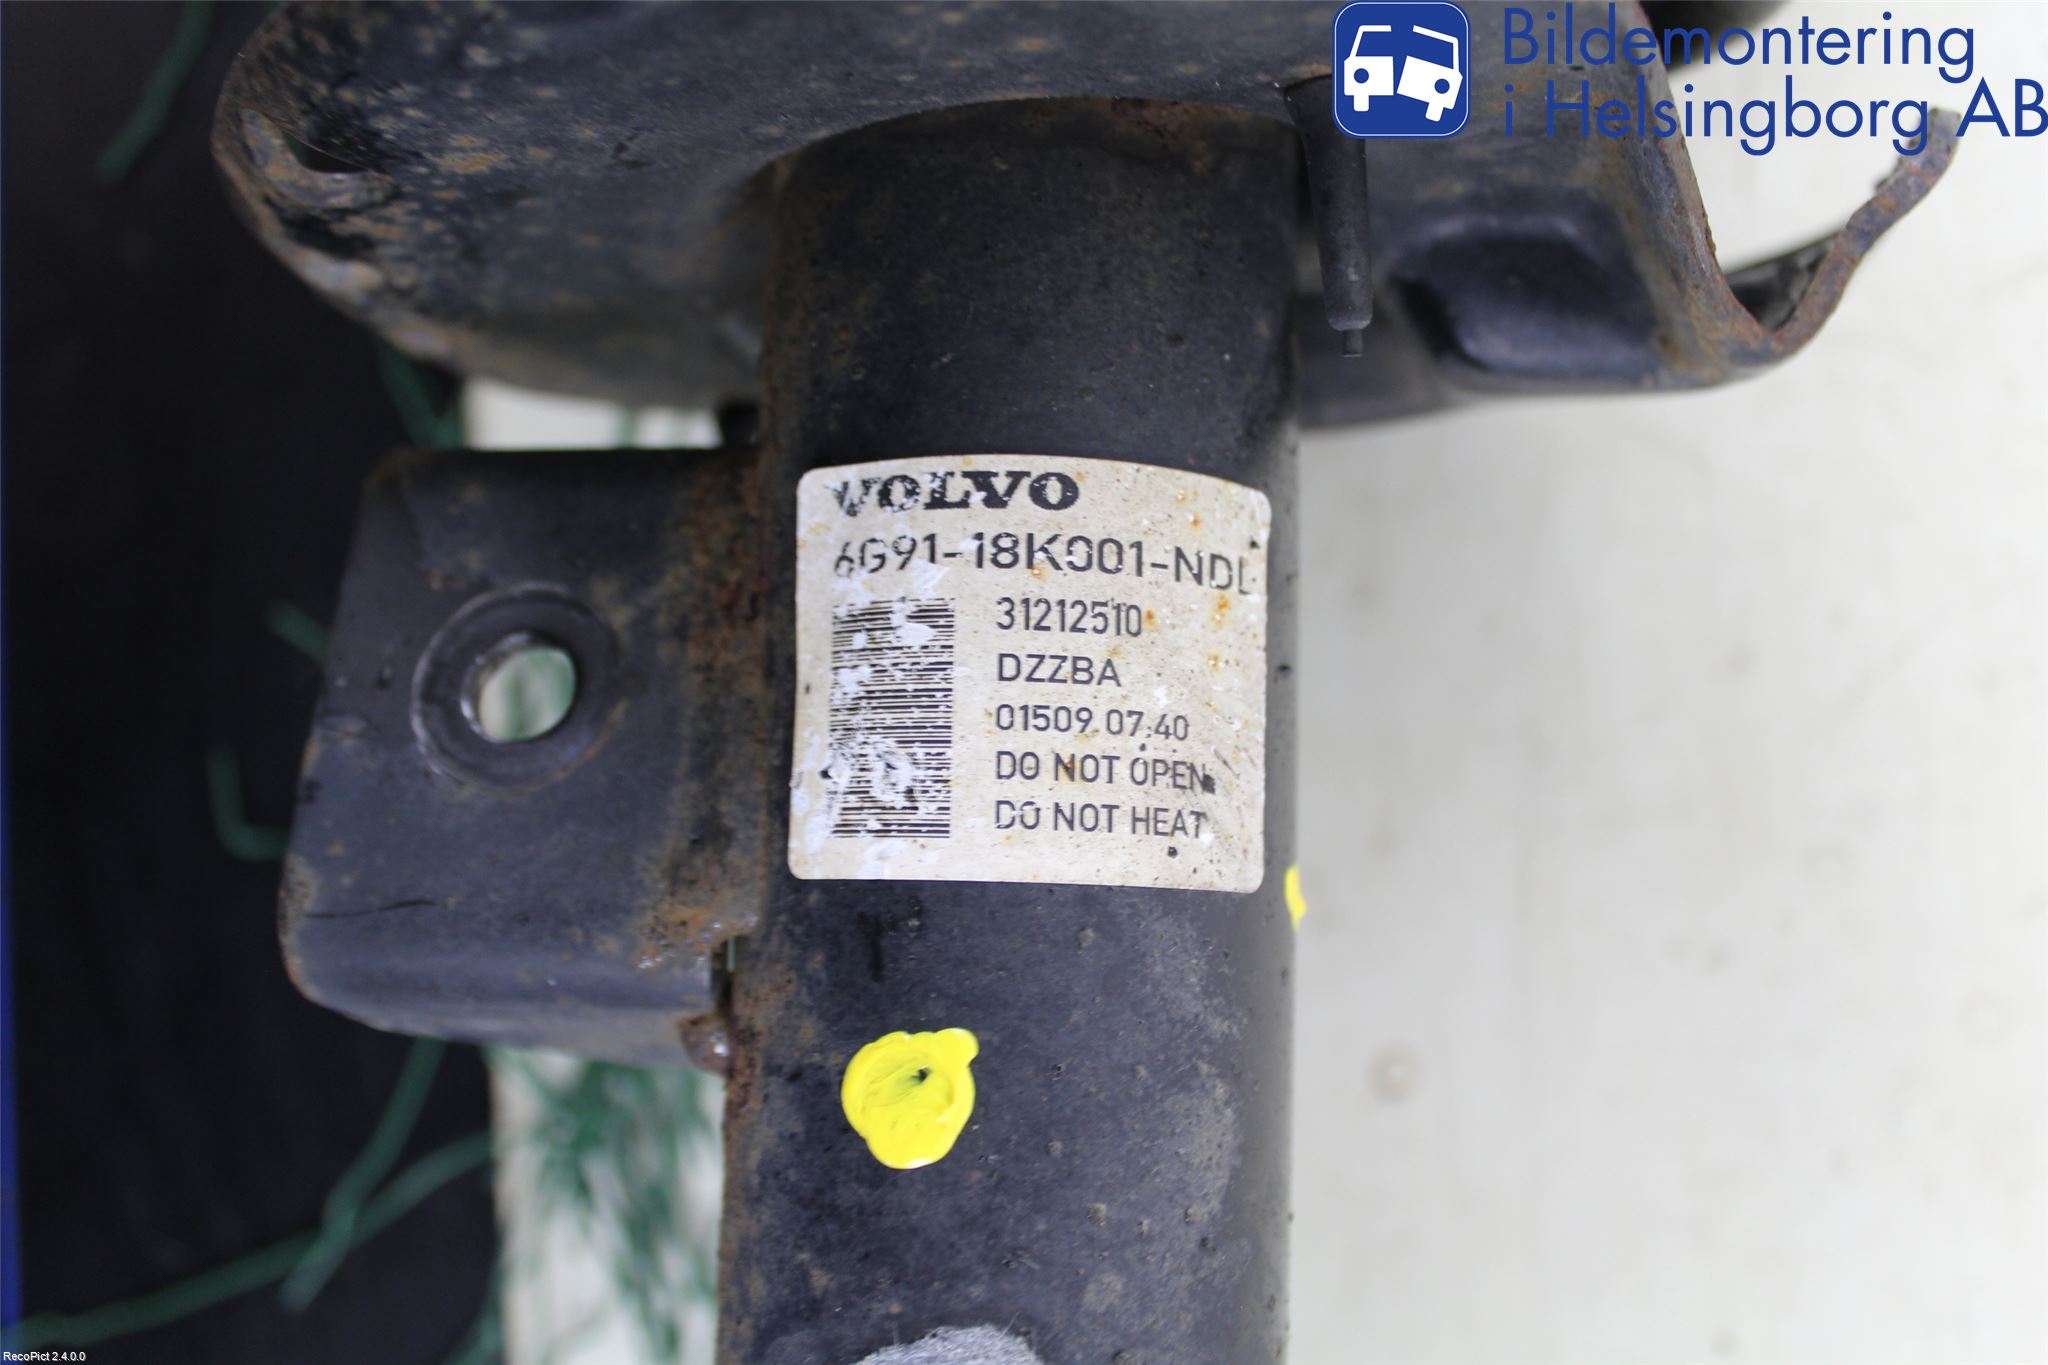 Bildemontering
i Helsingborg AB
VOLVO
6G91-18K001-NDL
31212510
DZZBA
01509 07:40
DO NOT OPEN
DO NOT HEAT
RecoPict 2.4.0.0